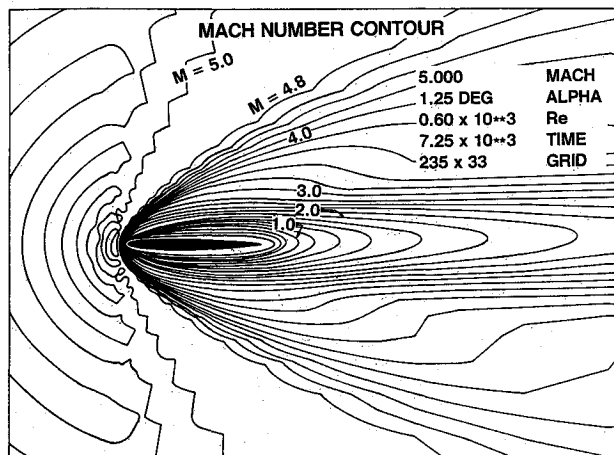 MACH NUMBER CONTOUR
M = 5.0
M = 4.8
5.000 MACH
1.25 DEG ALPHA
0.60 x 10**3 Re
7.25 x 10**3 TIME
235 x 33 GRID
4.0
3.0
2.0
1.0